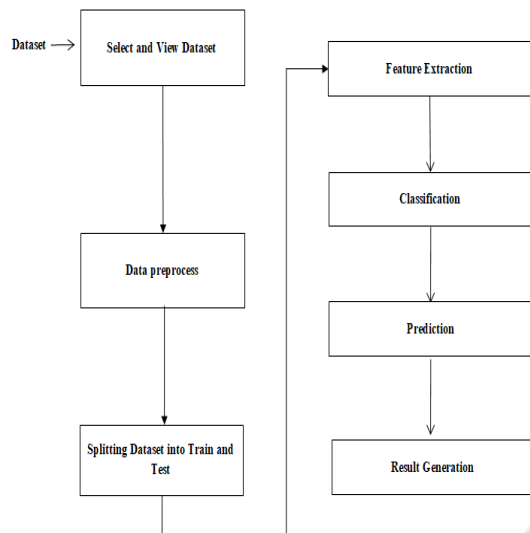 Dataset
Select and View Dataset
Data preprocess
Splitting Dataset into Train and
Test
Feature Extraction
Classification
Prediction
Result Generation